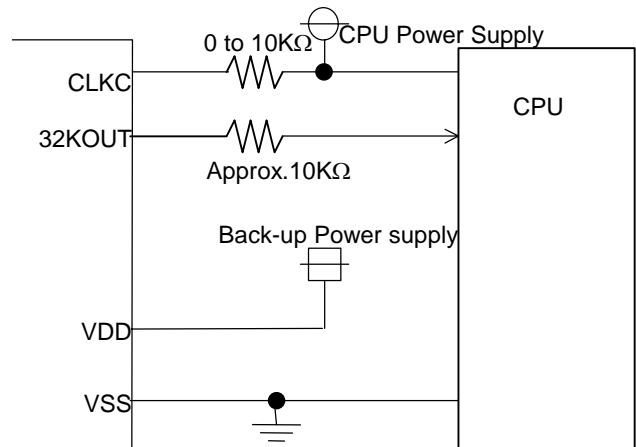 0 to 10KΩ
CPU Power Supply
CLKC
CPU
32KOUT
Approx.10KΩ
Back-up Power supply
VDD
VSS